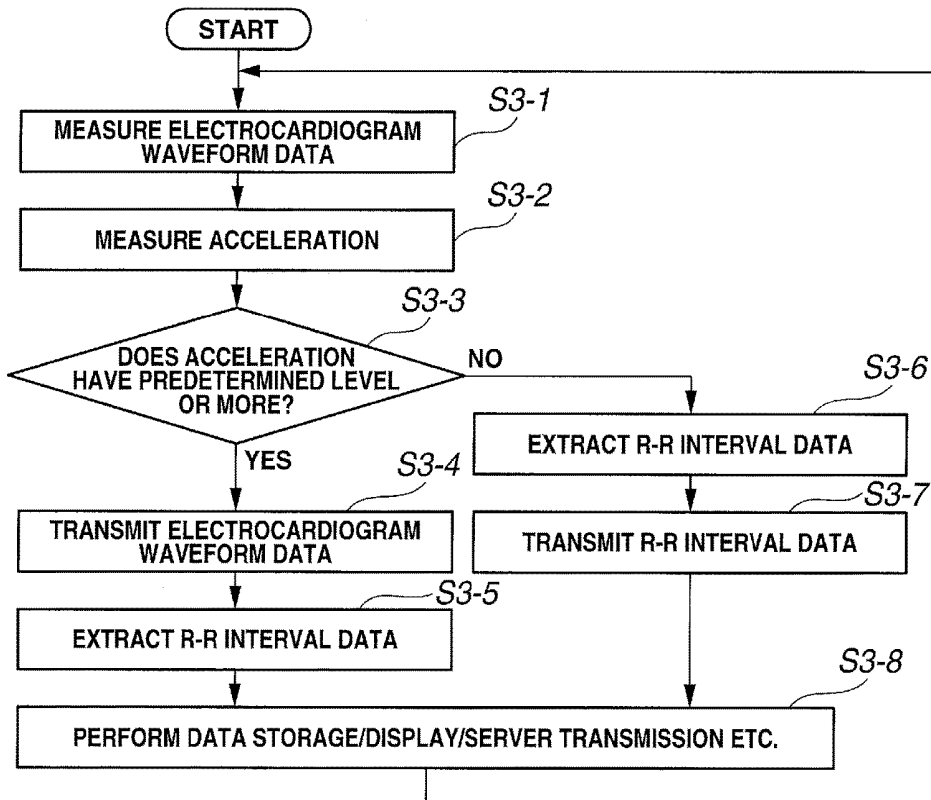 START
S3-1
MEASURE ELECTROCARDIOGRAM
WAVEFORM DATA
S3-2
MEASURE ACCELERATION
S3-3
DOES ACCELERATION
HAVE PREDETERMINED LEVEL
OR MORE?
NO
YES
S3-4
TRANSMIT ELECTROCARDIOGRAM
WAVEFORM DATA
S3-5
EXTRACT R-R INTERVAL DATA
S3-6
EXTRACT R-R INTERVAL DATA
S3-7
TRANSMIT R-R INTERVAL DATA
S3-8
PERFORM DATA STORAGE/DISPLAY/SERVER TRANSMISSION ETC.